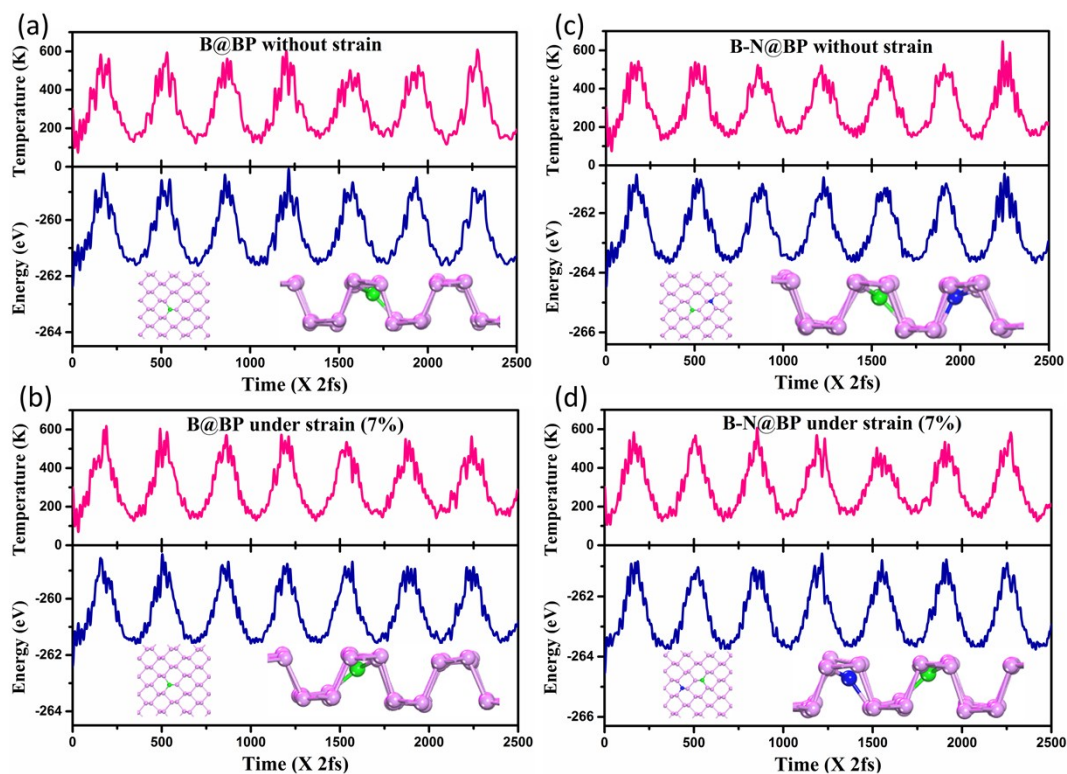 (a)
B@BP without strain
Temperature (K)
600
400
200
0
Energy (eV)
-260
-262
-264
0 500 1000 1500 2000 2500
Time (X 2fs)
(c)
B-N@BP without strain
Temperature (K)
600
400
200
0
Energy (eV)
-262
-264
-266
0 500 1000 1500 2000 2500
Time (X 2fs)
(b)
B@BP under strain (7%)
Temperature (K)
600
400
200
0
Energy (eV)
-260
-262
-264
0 500 1000 1500 2000 2500
Time (X 2fs)
(d)
B-N@BP under strain (7%)
Temperature (K)
600
400
200
0
Energy (eV)
-262
-264
-266
0 500 1000 1500 2000 2500
Time (X 2fs)